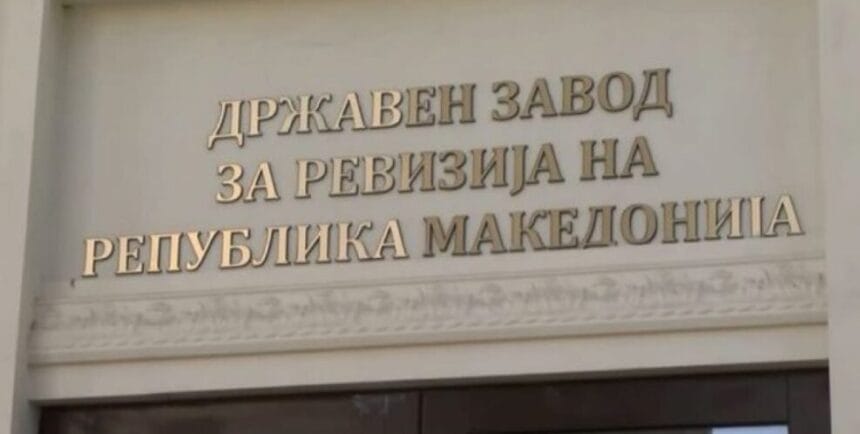 ДРЖАВЕН ЗАВОД
ЗА РЕВИЗИЈА НА
РЕПУБЛИКА МАКЕДОНИЈА